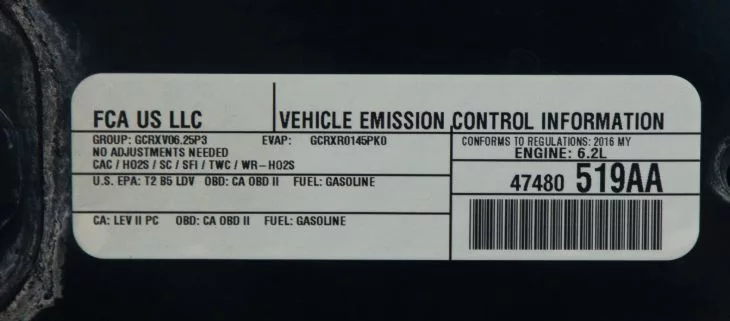 FCA US LLC
VEHICLE EMISSION CONTROL INFORMATION
GROUP: GCRXV06.25P3 EVAP: GCRXR0145PK0
NO ADJUSTMENTS NEEDED
CAC / HO2S / SC / SFI / TWC / WR-HO2S
U.S. EPA: T2 B5 LDV OBD: CA OBD II FUEL: GASOLINE
CA: LEV II PC OBD: CA OBD II FUEL: GASOLINE
CONFORMS TO REGULATIONS: 2016 MY
ENGINE: 6.2L
47480 519AA